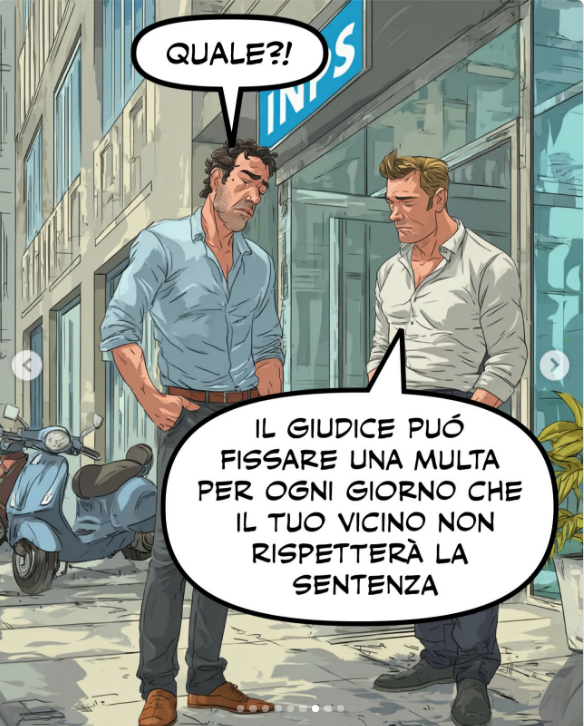 QUALE?!
INPS
IL GIUDICE PUÓ
FISSARE UNA MULTA
PER OGNI GIORNO CHE
IL TUO VICINO NON
RISPETTERÀ LA
SENTENZA